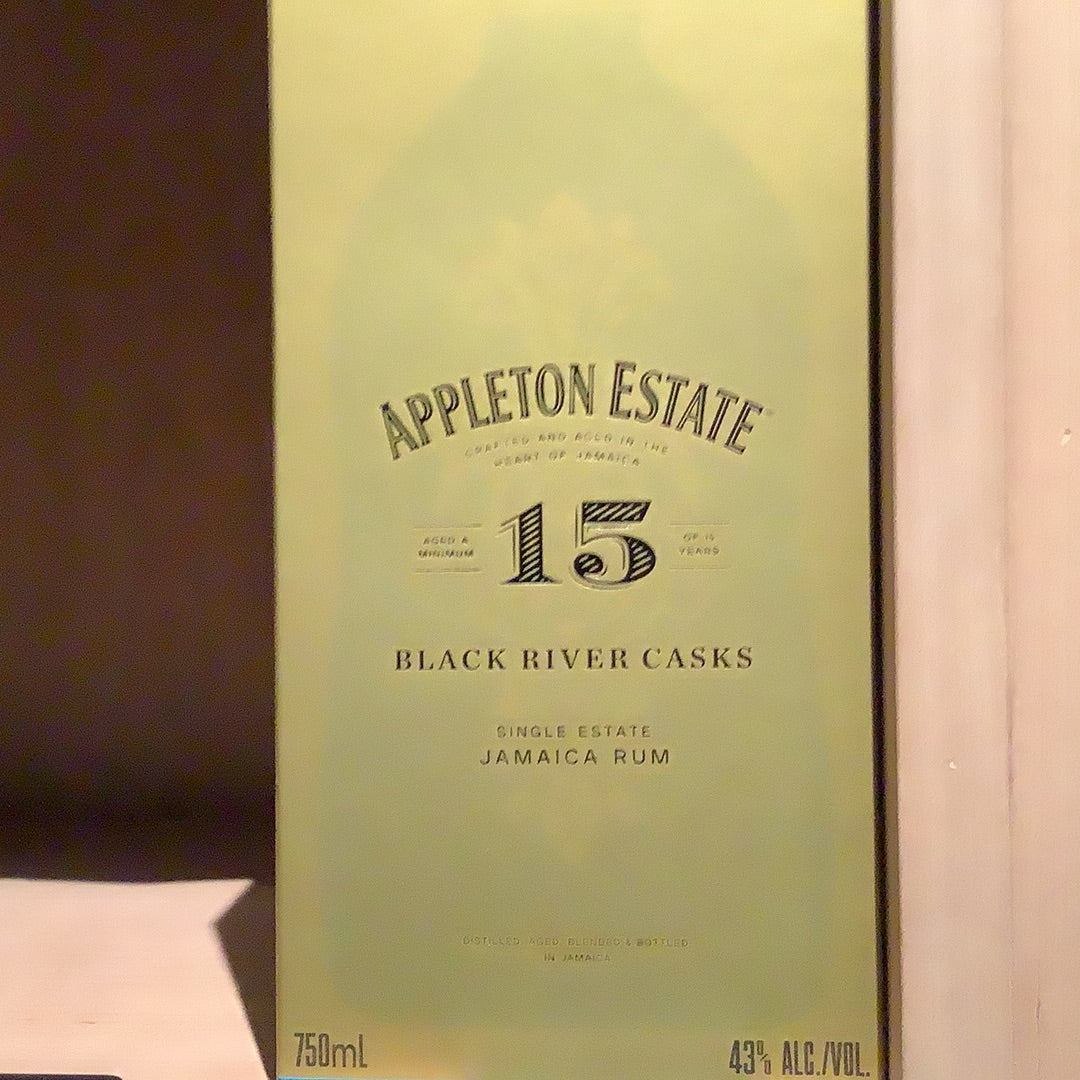 APPLETON ESTATE
CRAFTED AND AGED IN THE
HEART OF JAMAICA
AGED A
MINIMUM
15
OF 15
YEARS
BLACK RIVER CASKS
SINGLE ESTATE
JAMAICA RUM
DISTILLED, AGED, BLENDED & BOTTLED
IN JAMAICA
750mL
43% ALC./VOL.